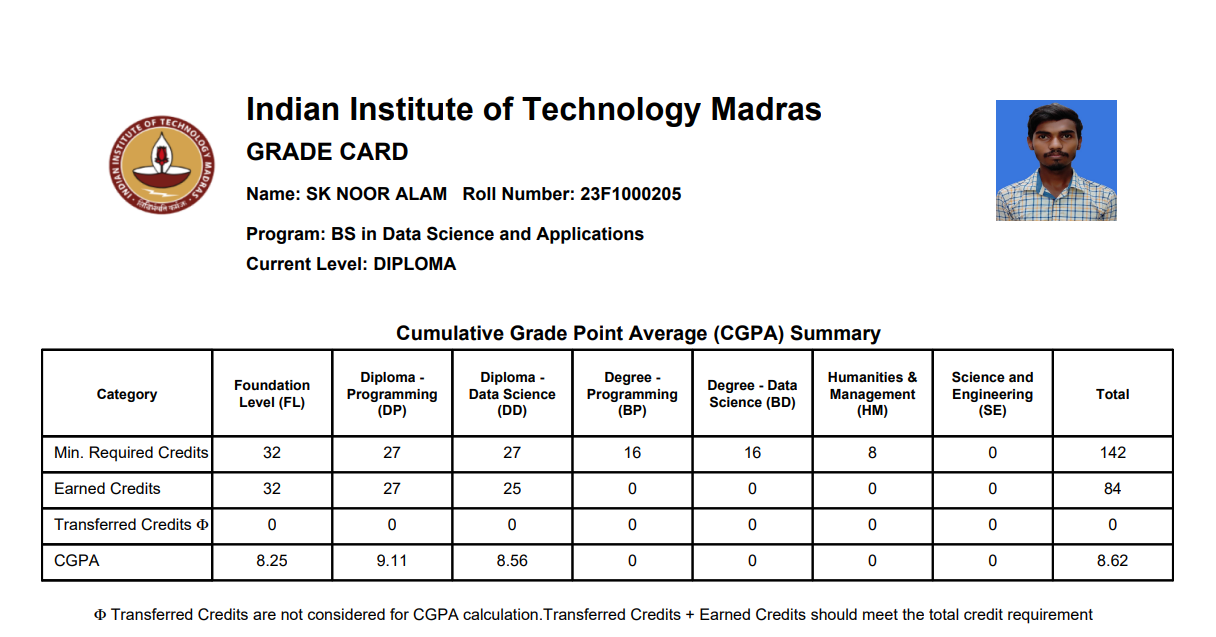 Indian Institute of Technology Madras
GRADE CARD
Name: SK NOOR ALAM Roll Number: 23F1000205
Program: BS in Data Science and Applications
Current Level: DIPLOMA
INDIAN INSTITUTE OF TECHNOLOGY MADRAS
Cumulative Grade Point Average (CGPA) Summary
Category Foundation Level (FL) Diploma - Programming (DP) Diploma - Data Science (DD) Degree - Programming (BP) Degree - Data Science (BD) Humanities & Management (HM) Science and Engineering (SE) Total
Min. Required Credits 32 27 27 16 16 8 0 142
Earned Credits 32 27 25 0 0 0 0 84
Transferred Credits Φ 0 0 0 0 0 0 0 0
CGPA 8.25 9.11 8.56 0 0 0 0 8.62
Φ Transferred Credits are not considered for CGPA calculation.Transferred Credits + Earned Credits should meet the total credit requirement